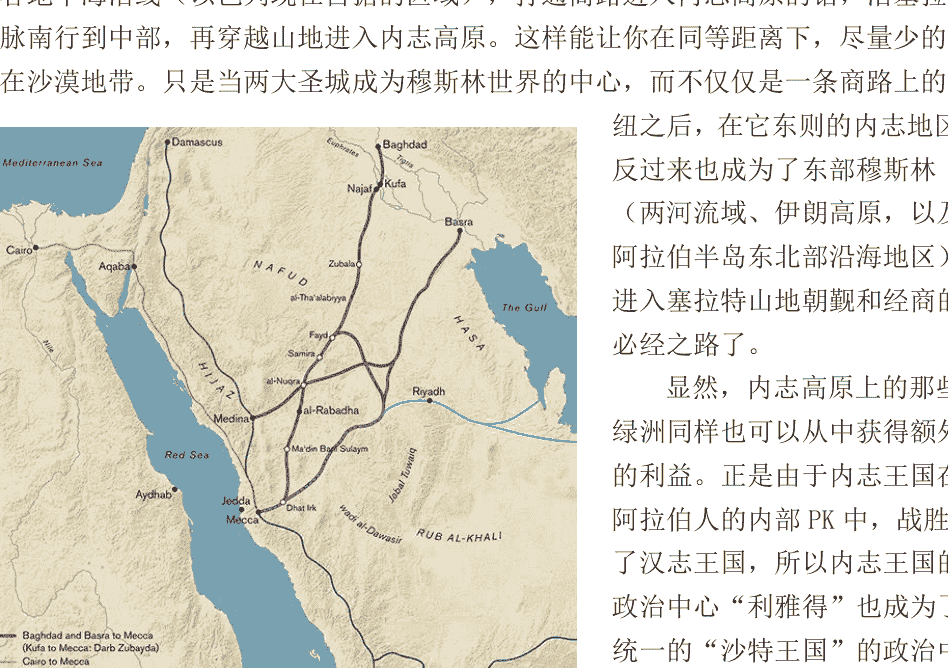 脉南行到中部，再穿越山地进入内志高原。这样能让你在同等距离下，尽量少的
在沙漠地带。只是当两大圣城成为穆斯林世界的中心，而不仅仅是一条商路上的
纽之后，在它东则的内志地区
反过来也成为了东部穆斯林
（两河流域、伊朗高原，以及
阿拉伯半岛东北部沿海地区）
进入塞拉特山地朝觐和经商的
必经之路了。
显然，内志高原上的那些
绿洲同样也可以从中获得额外
的利益。正是由于内志王国在
阿拉伯人的内部 PK 中，战胜
了汉志王国，所以内志王国的
政治中心“利雅得”也成为了
统一的“沙特王国”的政治中
Mediterranean Sea
Damascus
Euphrates
Tigris
Baghdad
Najaf
Kufa
Basra
Cairo
Aqaba
Zubala
NAFUD
al-Tha'alabiyya
The Gulf
Fayd
HASA
Samira
Nile
HIJAZ
al-Nuqra
Riyadh
Medina
al-Rabadha
Red Sea
Ma'din Bani Sulaym
Jabal Tuwaiq
Aydhab
Jedda
Mecca
Dhat Irk
wadi al-Dawasir
RUB AL-KHALI
Baghdad and Basra to Mecca
(Kufa to Mecca: Darb Zubayda)
Cairo to Mecca